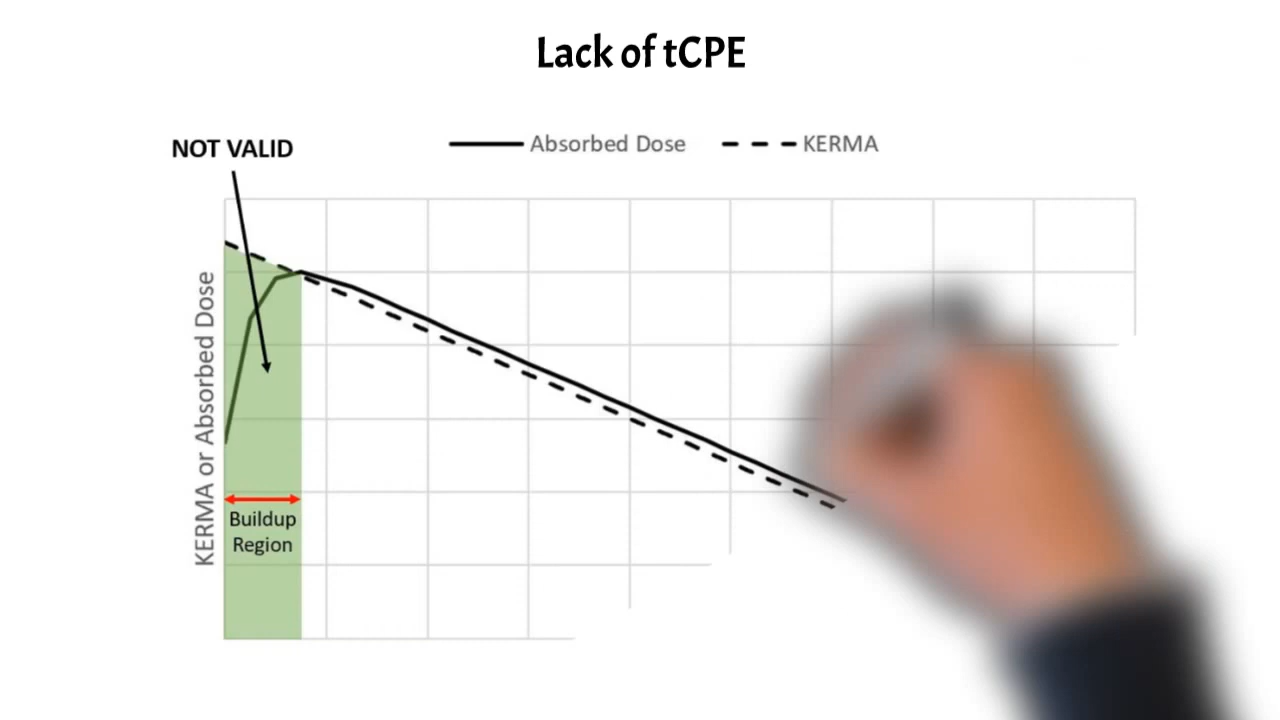 Lack of tCPE
NOT VALID
Absorbed Dose
KERMA
KERMA or Absorbed Dose
Buildup
Region